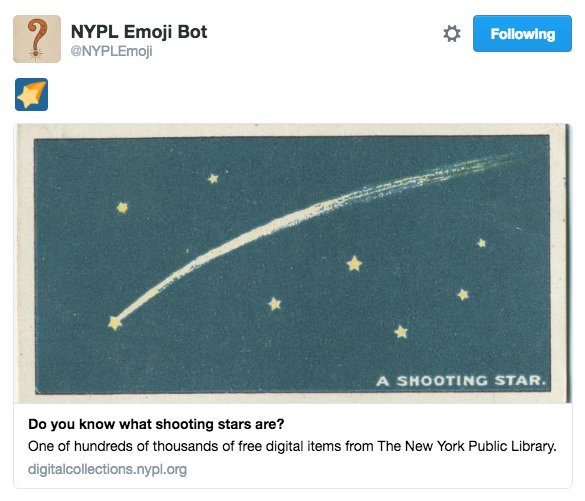 NYPL Emoji Bot
Following
@NYPLEmoji
🌠
A SHOOTING STAR.
Do you know what shooting stars are?
One of hundreds of thousands of free digital items from The New York Public Library.
digitalcollections.nypl.org